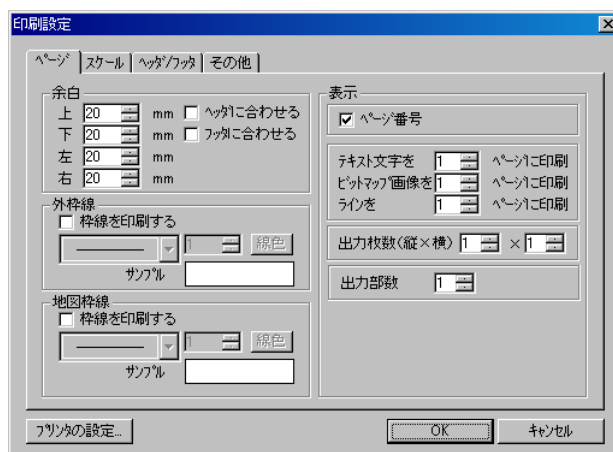 印刷設定
ﾍﾟｰｼﾞ ｽｹｰﾙ ﾍｯﾀﾞ/ﾌｯﾀ その他
余白
上 20 mm ﾍｯﾀﾞに合わせる
下 20 mm ﾌｯﾀに合わせる
左 20 mm
右 20 mm
外枠線
枠線を印刷する
1 線色
ｻﾝﾌﾟﾙ
地図枠線
枠線を印刷する
1 線色
ｻﾝﾌﾟﾙ
表示
ﾍﾟｰｼﾞ番号
ﾃｷｽﾄ文字を 1 ﾍﾟｰｼﾞに印刷
ﾋﾞｯﾄﾏｯﾌﾟ画像を 1 ﾍﾟｰｼﾞに印刷
ﾗｲﾝを 1 ﾍﾟｰｼﾞに印刷
出力枚数(縦×横) 1 × 1
出力部数 1
ﾌﾟﾘﾝﾀの設定... OK ｷｬﾝｾﾙ